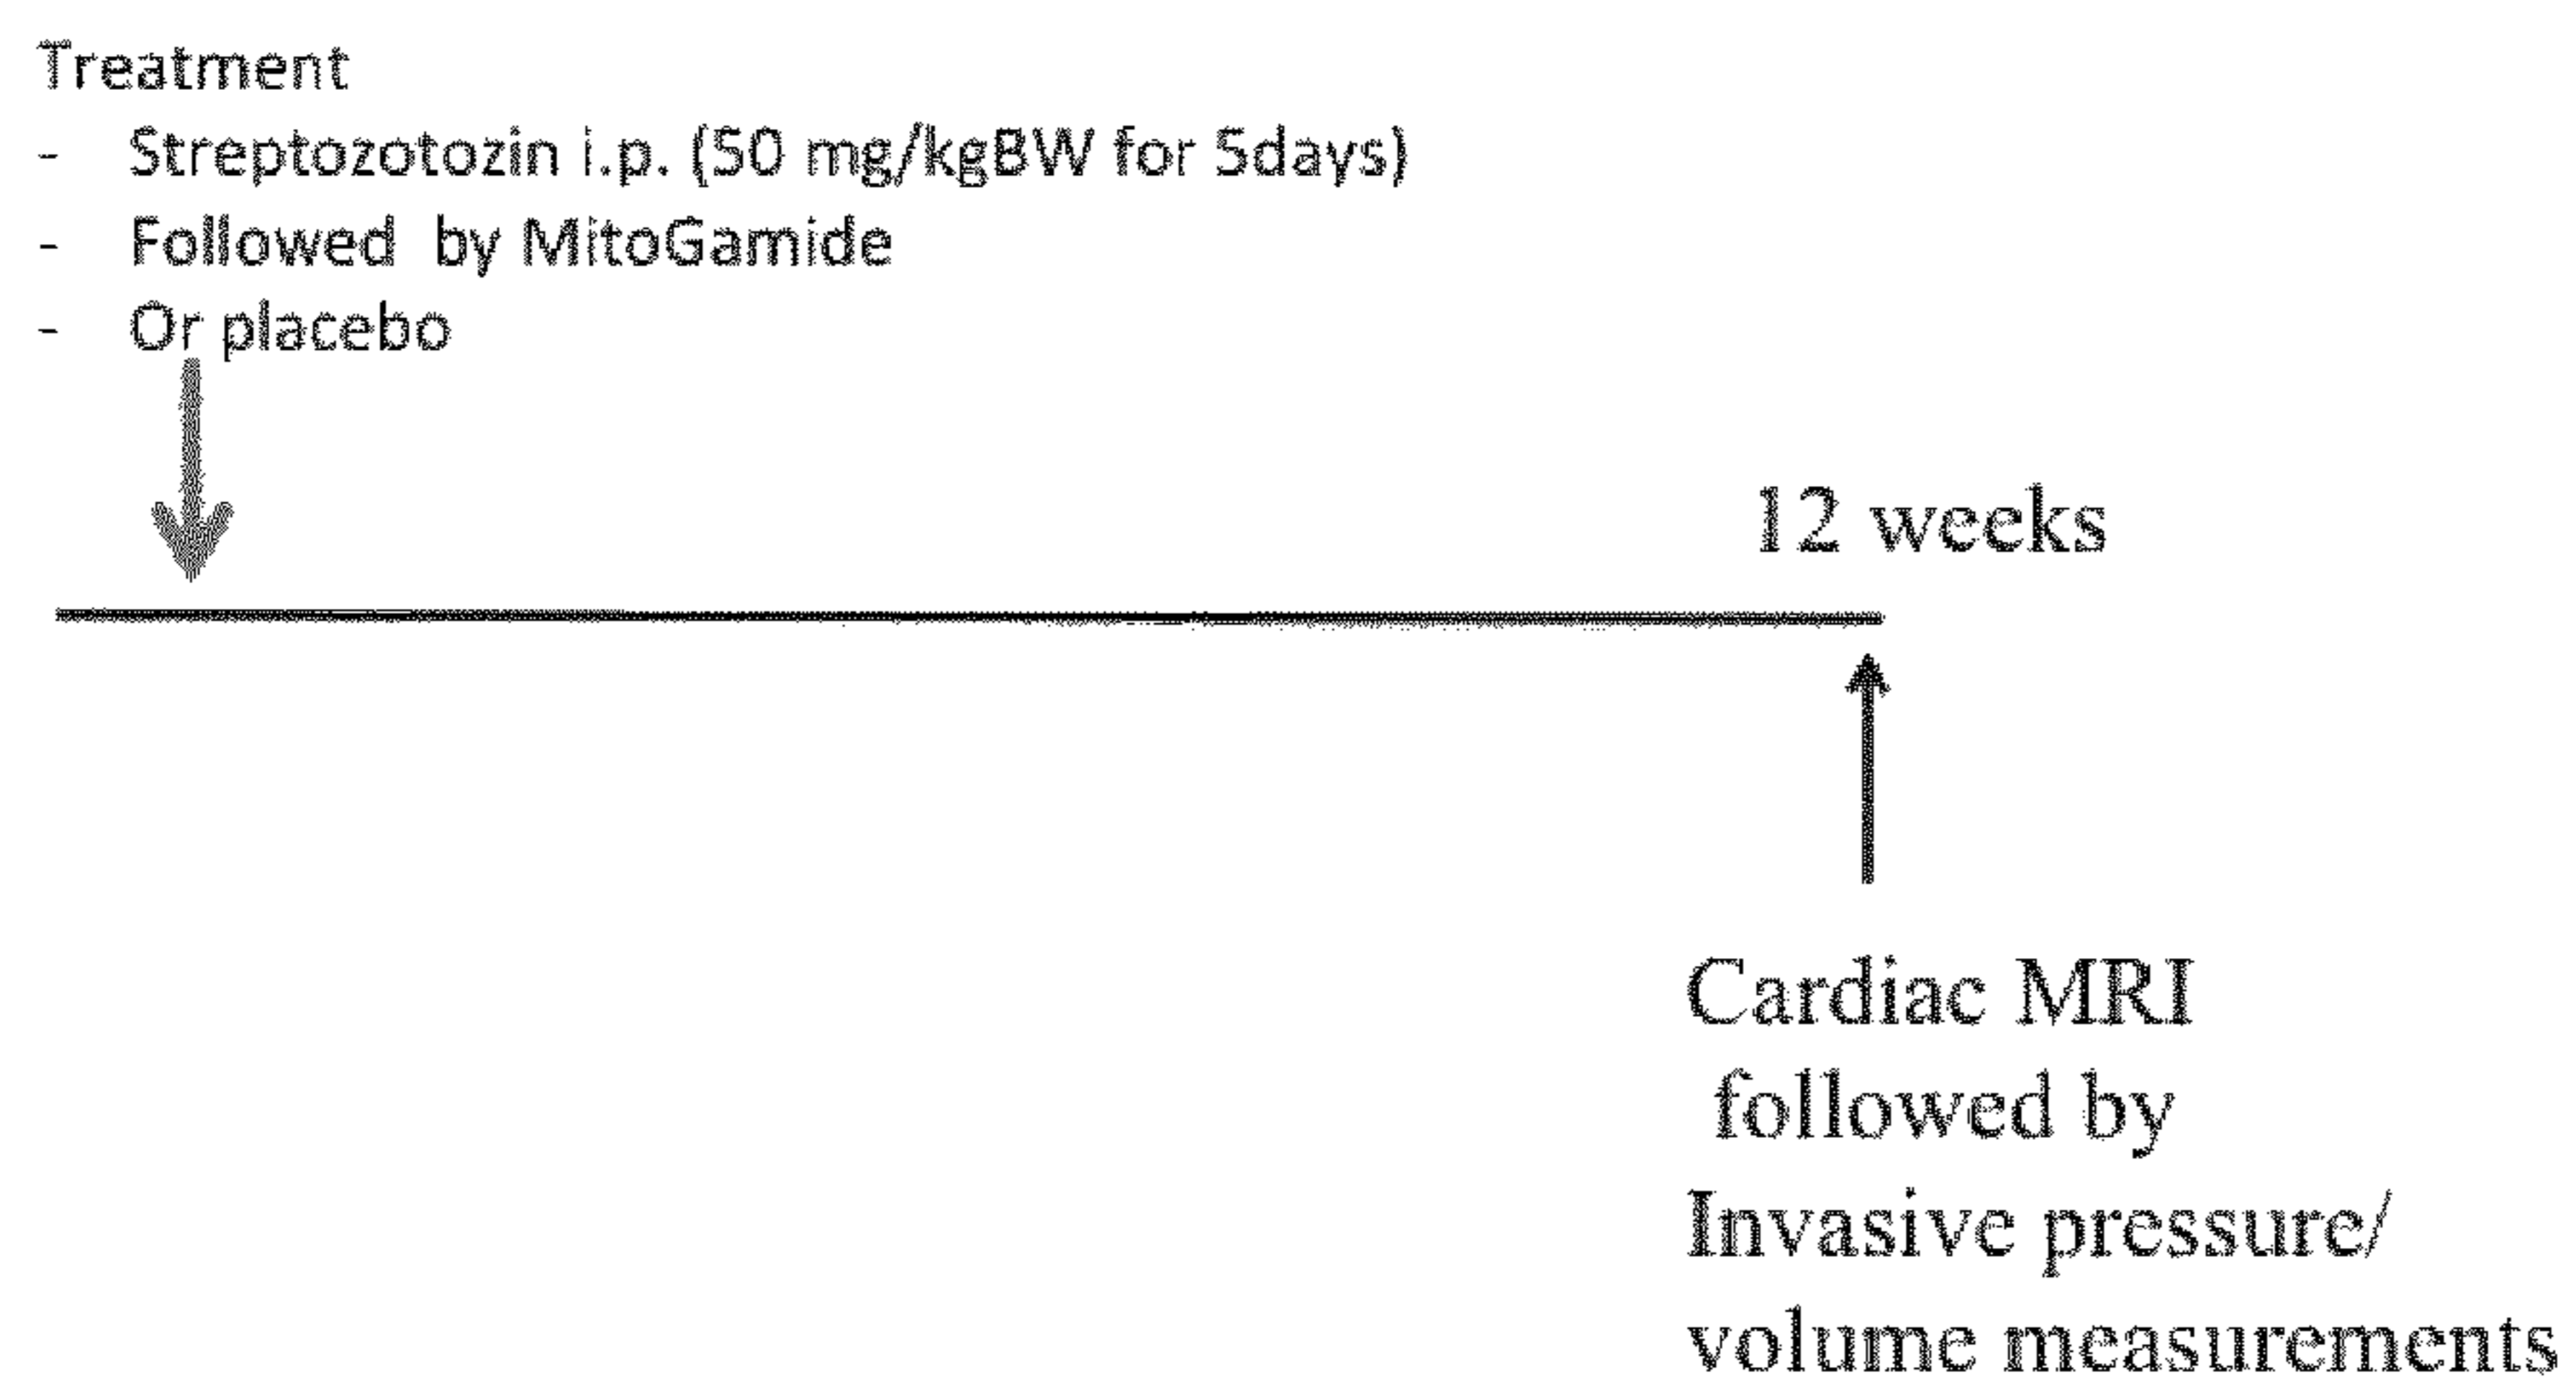 Treatment
- Streptozotozin i.p. (50 mg/kgBW for 5days)
- Followed by MitoGamide
- Or placebo
12 weeks
Cardiac MRI
followed by
Invasive pressure/
volume measurements